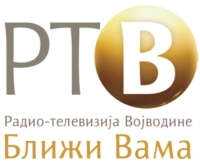 РТВ
Радио-телевизија Војводине
Ближи Вама